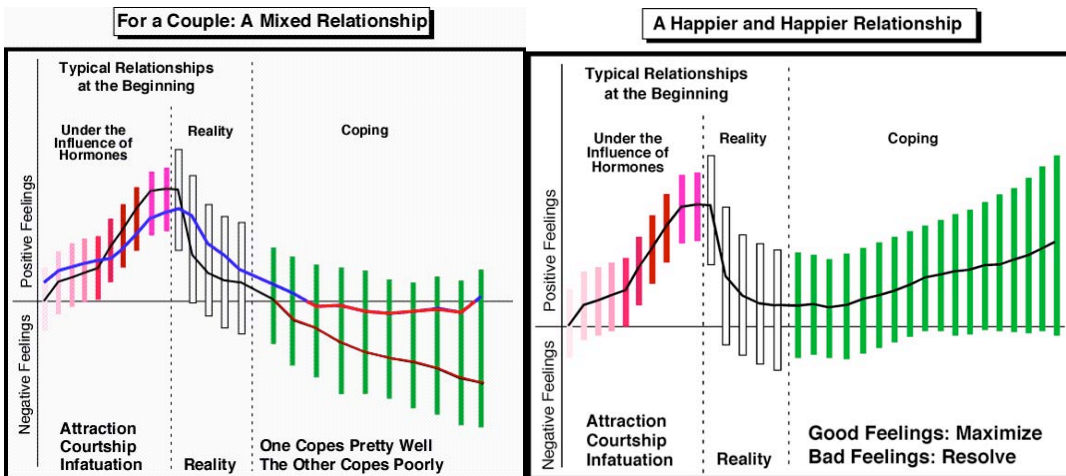 For a Couple: A Mixed Relationship
Typical Relationships
at the Beginning
Under the
Influence of
Hormones
Reality
Coping
Positive Feelings
Negative Feelings
Attraction
Courtship
Infatuation
Reality
One Copes Pretty Well
The Other Copes Poorly
A Happier and Happier Relationship
Typical Relationships
at the Beginning
Under the
Influence of
Hormones
Reality
Coping
Positive Feelings
Negative Feelings
Attraction
Courtship
Infatuation
Reality
Good Feelings: Maximize
Bad Feelings: Resolve